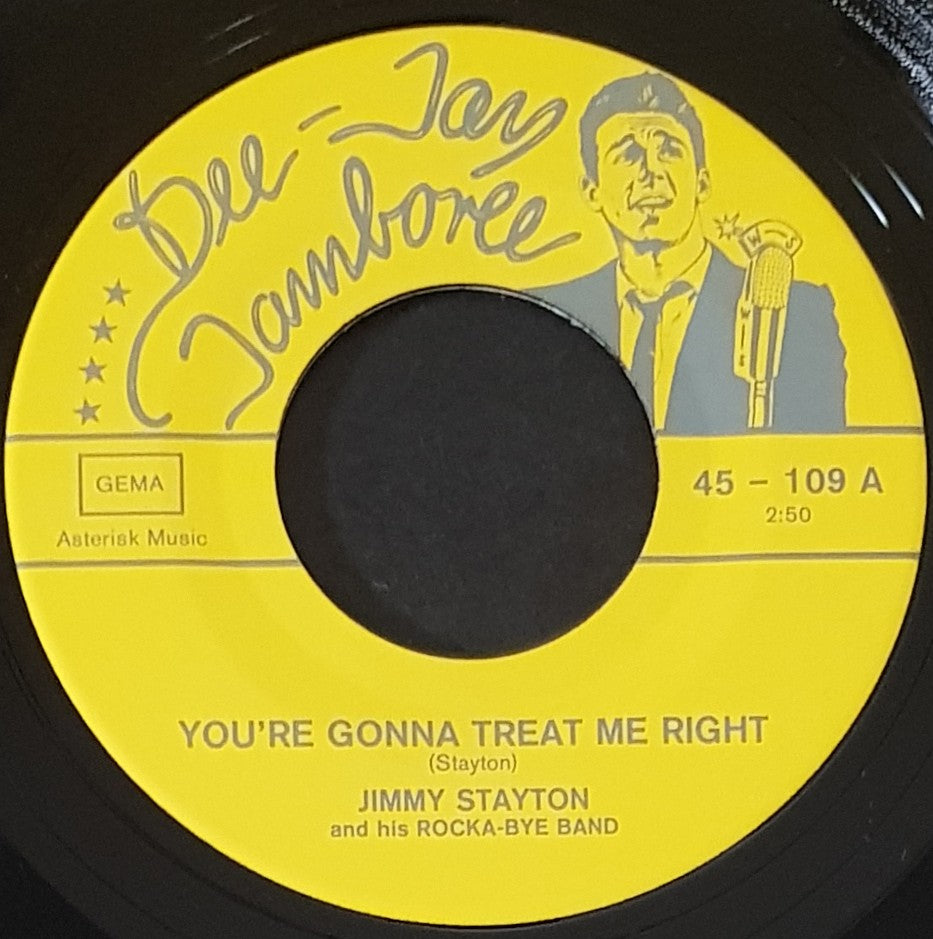 Dee-Jay
Jamboree
W S
W I S
GEMA
Asterisk Music
45 - 109 A
2:50
YOU'RE GONNA TREAT ME RIGHT
(Stayton)
JIMMY STAYTON
and his ROCKA-BYE BAND